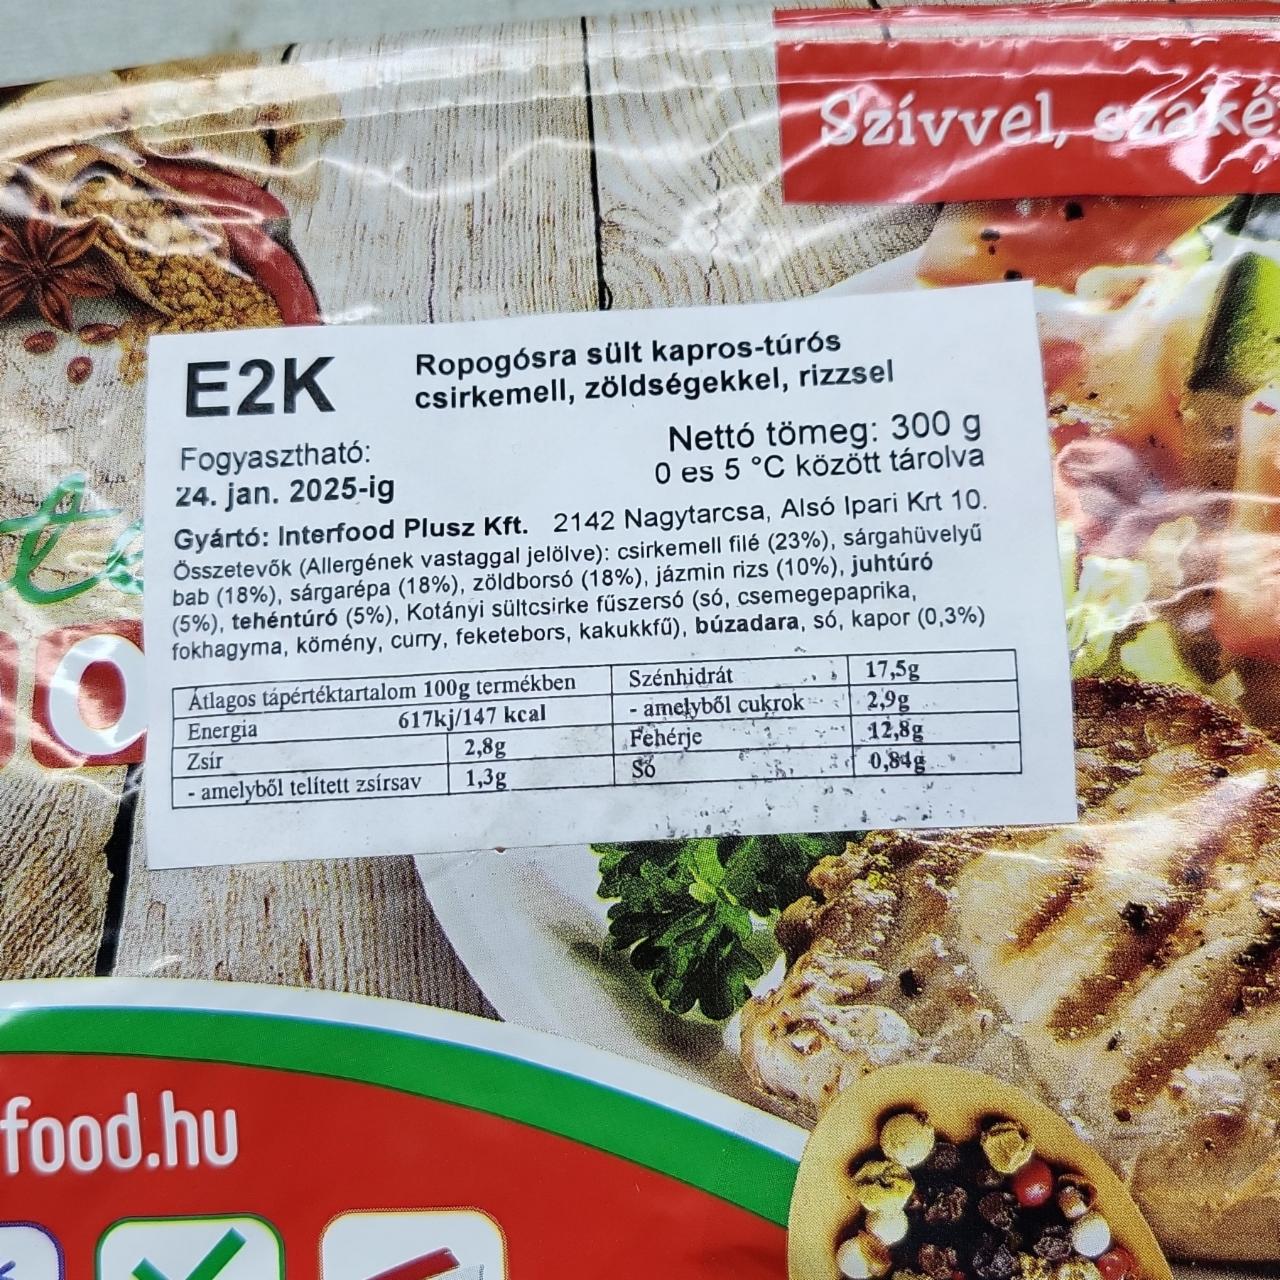 Szívvel, szaké
E2K
Ropogósra sült kapros-túrós
csirkemell, zöldségekkel, rizzsel
Fogyasztható:
24. jan. 2025-ig
Nettó tömeg: 300 g
0 es 5 °C között tárolva
Gyártó: Interfood Plusz Kft. 2142 Nagytarcsa, Alsó Ipari Krt 10.
Összetevők (Allergének vastaggal jelölve): csirkemell filé (23%), sárgahüvelyű
bab (18%), sárgarépa (18%), zöldborsó (18%), jázmin rizs (10%), juhtúró
(5%), tehéntúró (5%), Kotányi sültcsirke fűszersó (só, csemegepaprika,
fokhagyma, kömény, curry, feketebors, kakukkfű), búzadara, só, kapor (0,3%)
Átlagos tápértéktartalom 100g termékben
Energia 617kj/147 kcal
Zsír 2,8g
- amelyből telített zsírsav 1,3g
Szénhidrát 17,5g
- amelyből cukrok 2,9g
Fehérje 12,8g
Só 0,84g
food.hu